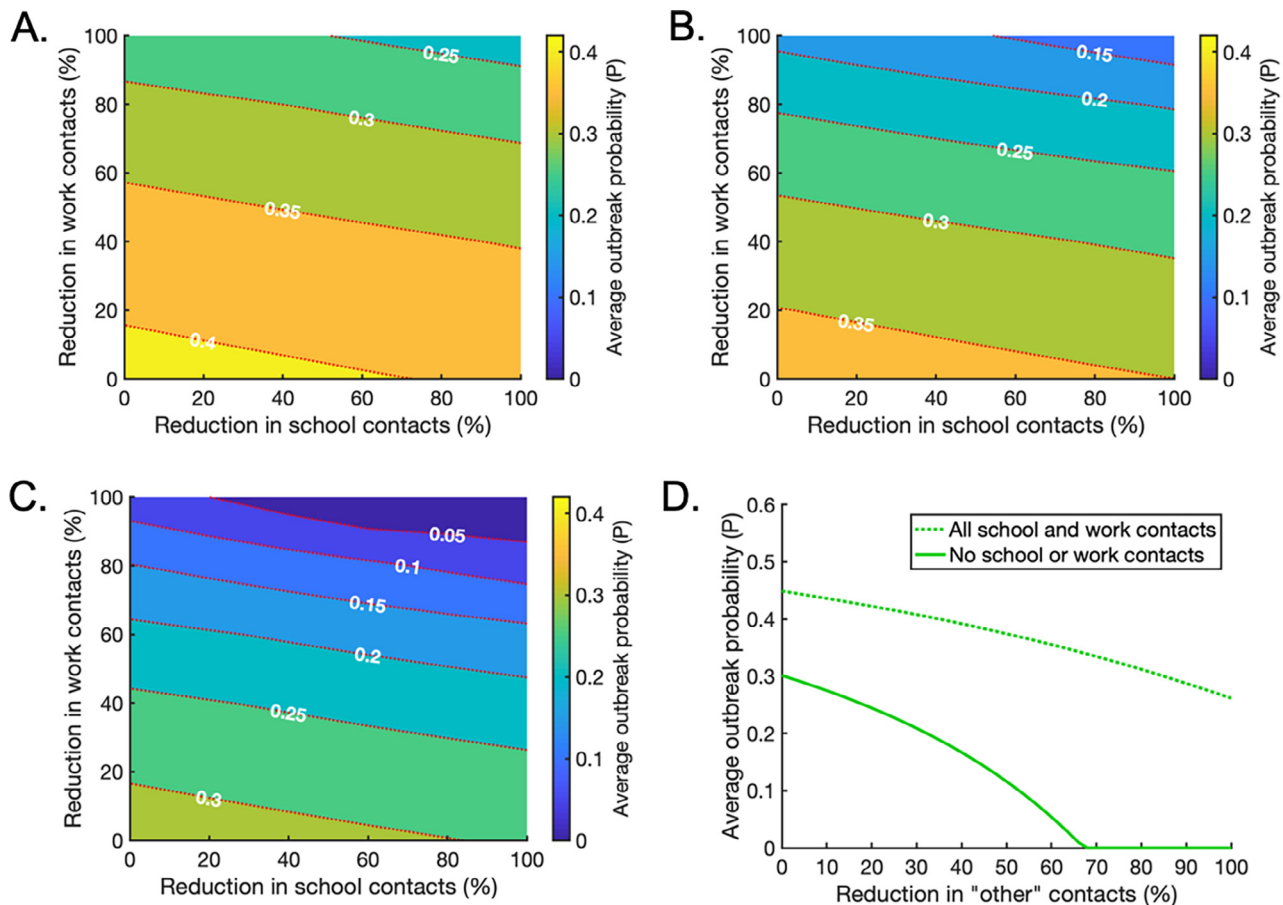 A.
Reduction in work contacts (%)
100
80
60
40
20
0
0.25
0.3
0.35
0.4
0 20 40 60 80 100
Reduction in school contacts (%)
0.4
0.3
0.2
0.1
0
Average outbreak probability (P)
B.
Reduction in work contacts (%)
100
80
60
40
20
0
0.15
0.2
0.25
0.3
0.35
0 20 40 60 80 100
Reduction in school contacts (%)
0.4
0.3
0.2
0.1
0
Average outbreak probability (P)
C.
Reduction in work contacts (%)
100
80
60
40
20
0
0.05
0.1
0.15
0.2
0.25
0.3
0 20 40 60 80 100
Reduction in school contacts (%)
0.4
0.3
0.2
0.1
0
Average outbreak probability (P)
D.
Average outbreak probability (P)
0.6
0.5
0.4
0.3
0.2
0.1
0
All school and work contacts
No school or work contacts
0 10 20 30 40 50 60 70 80 90 100
Reduction in "other" contacts (%)